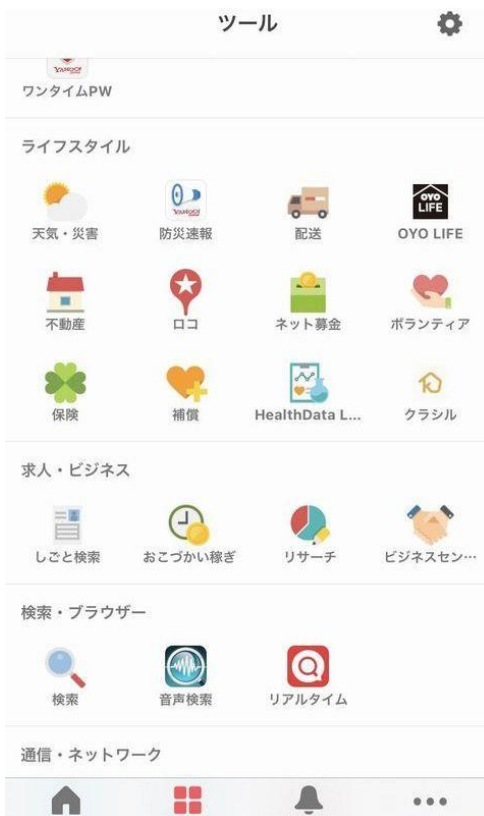 ツール
YAHOO!
ワンタイムPW
ライフスタイル
YAHOO!
OYO
LIFE
天気・災害
防災速報
配送
OYO LIFE
不動産
ロコ
ネット募金
ボランティア
保険
補償
HealthData L...
クラシル
求人・ビジネス
しごと検索
おこづかい稼ぎ
リサーチ
ビジネスセン…
検索・ブラウザー
検索
音声検索
リアルタイム
通信・ネットワーク